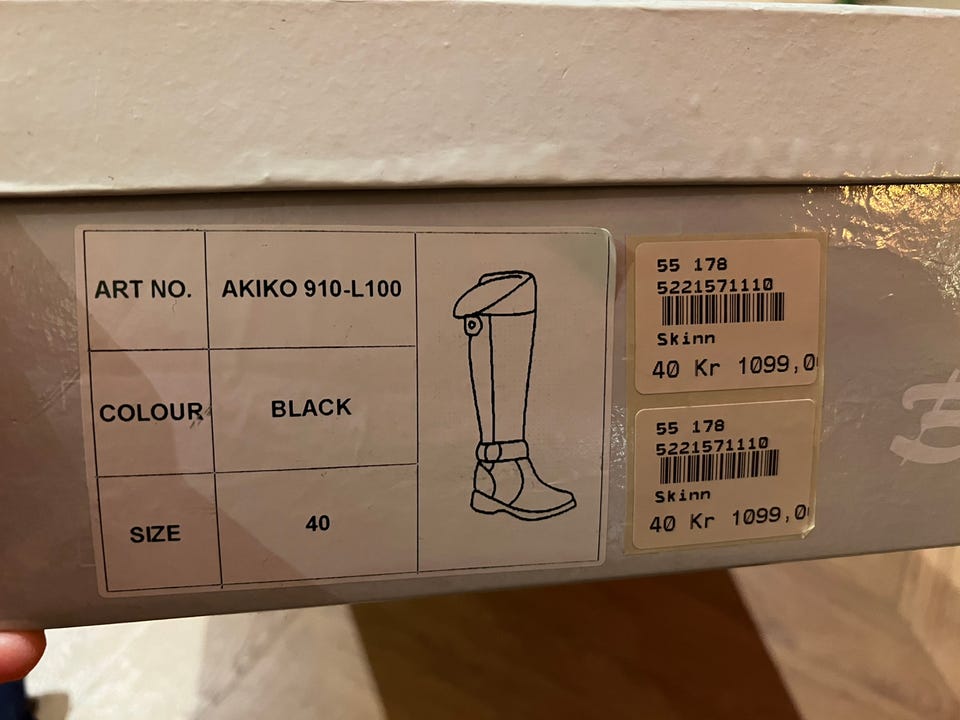 ART NO. AKIKO 910-L100
COLOUR BLACK
SIZE 40
55 178
5221571110
Skinn
40 Kr 1099,0
55 178
5221571110
Skinn
40 Kr 1099,0